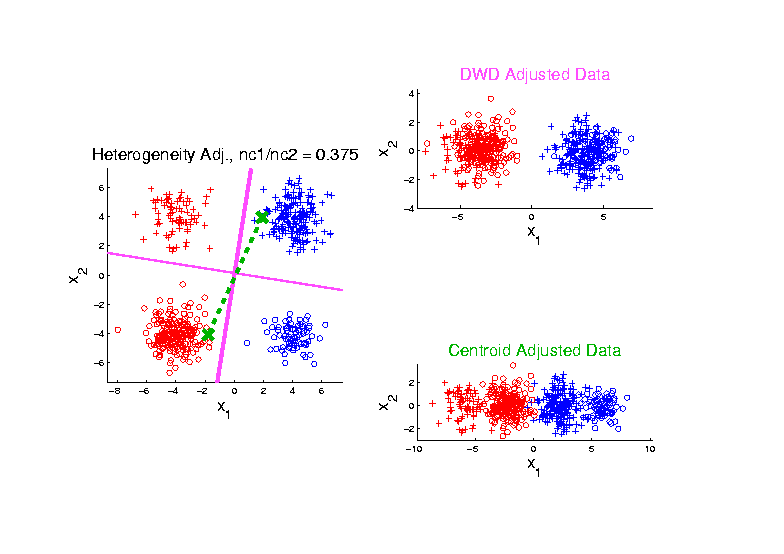 Heterogeneity Adj., nc1/nc2 = 0.375
6
4
2
0
−2
−4
−6
x2
−8 −6 −4 −2 0 2 4 6
x1
DWD Adjusted Data
4
2
0
−2
−4
x2
−5 0 5
x1
Centroid Adjusted Data
2
0
−2
x2
−10 −5 0 5 10
x1